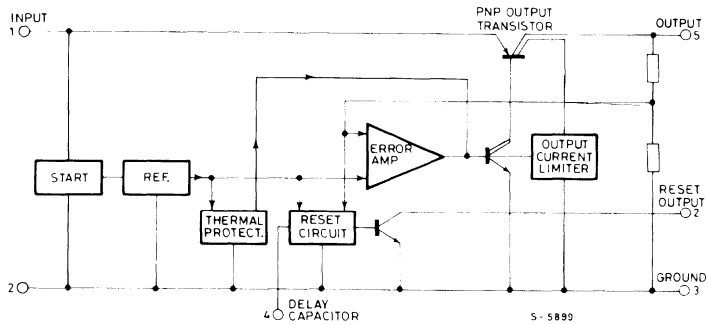 PNP OUTPUT
TRANSISTOR
INPUT
1
OUTPUT
5
ERROR
AMP
OUTPUT
CURRENT
LIMITER
START
REF.
THERMAL
PROTECT.
RESET
CIRCUIT
RESET
OUTPUT
2
2
GROUND
3
4
DELAY
CAPACITOR
S-5899